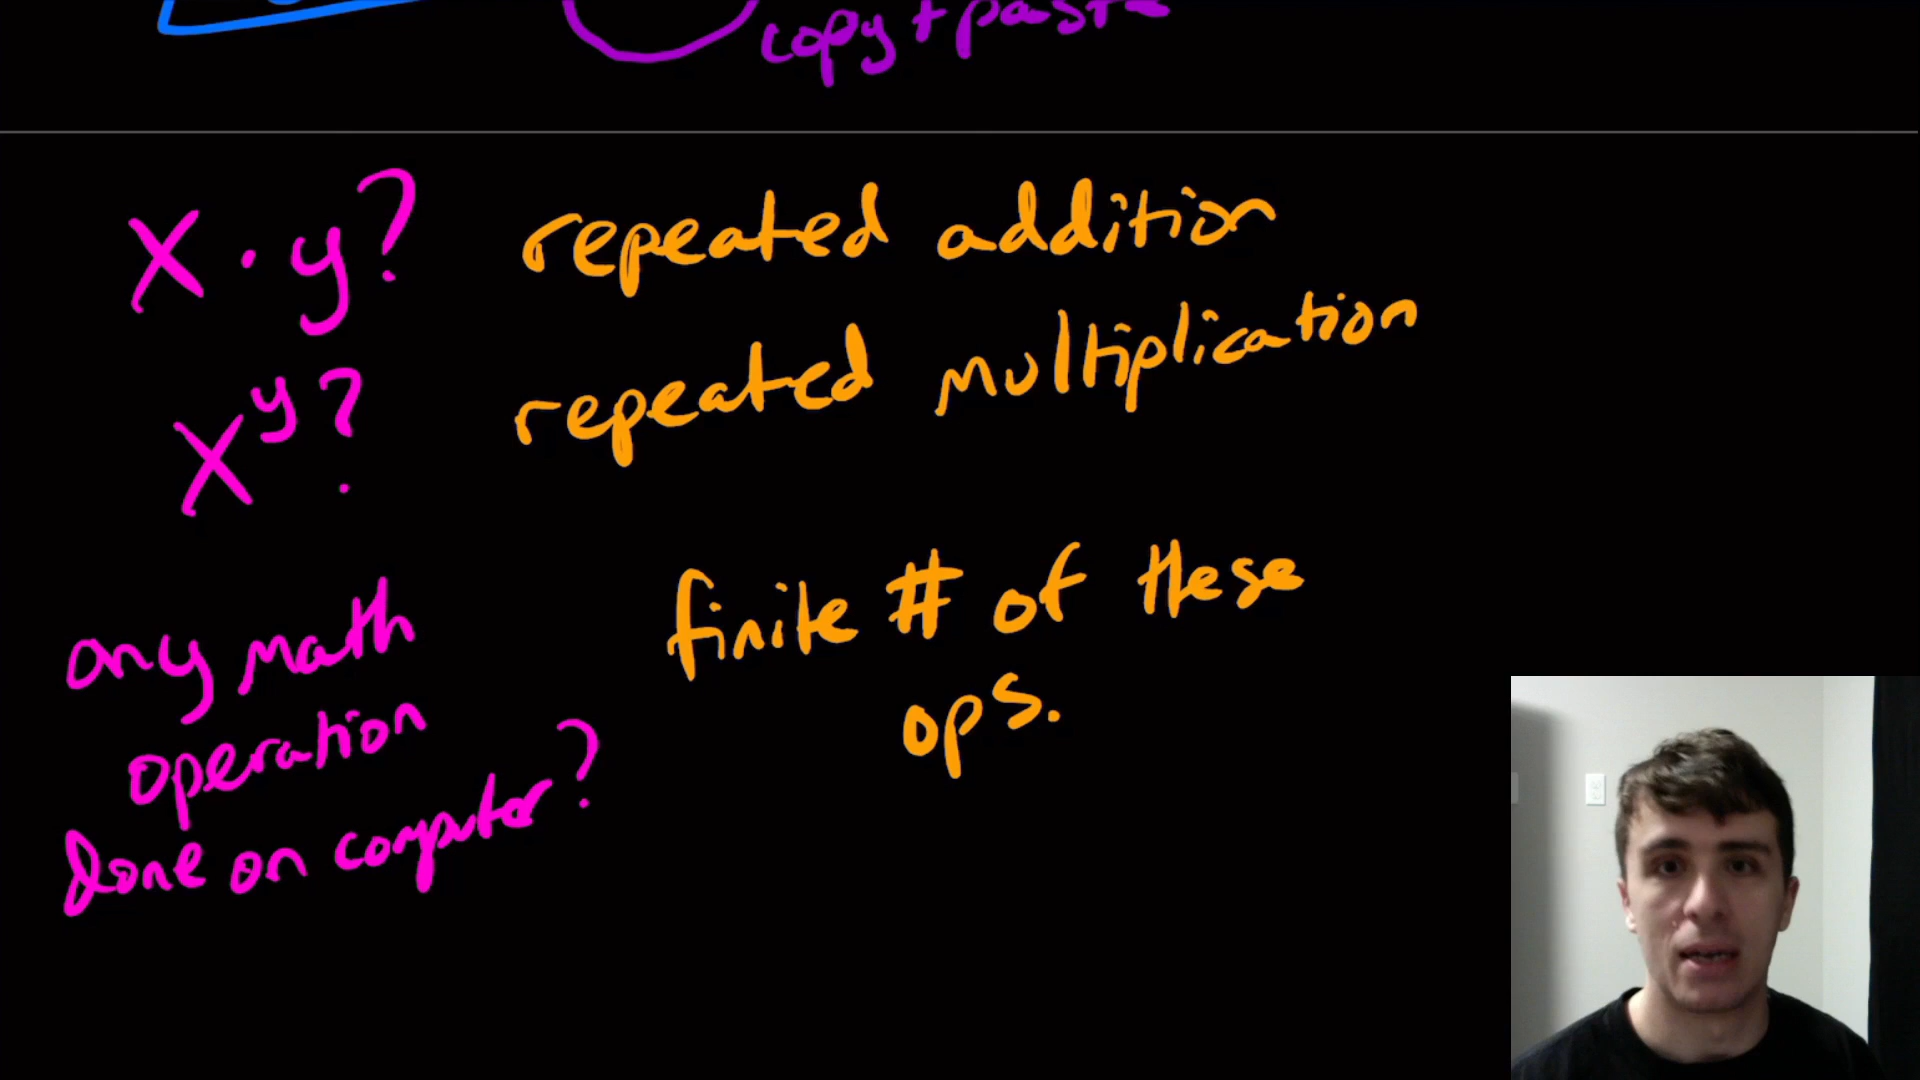 copy + paste
x · y? repeated addition
x^y? repeated multiplication
any math
operation
done on computer?
finite # of these
ops.